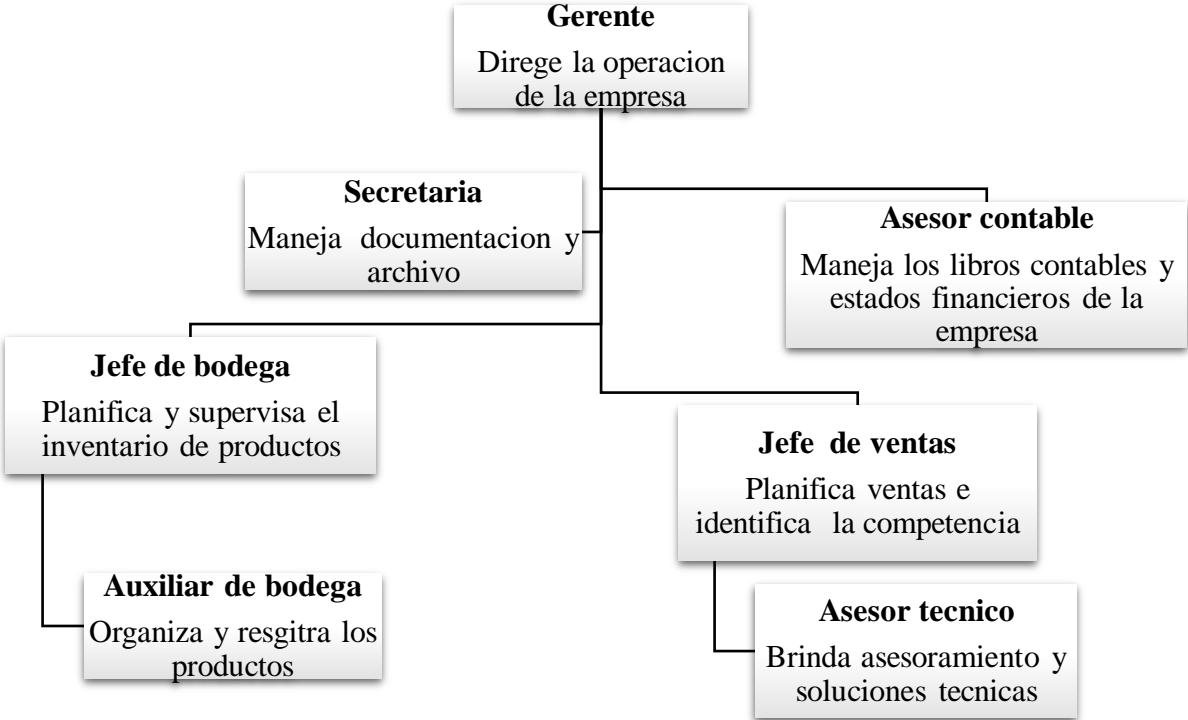 Gerente
Direge la operacion
de la empresa
Secretaria
Maneja documentacion y
archivo
Asesor contable
Maneja los libros contables y
estados financieros de la
empresa
Jefe de bodega
Planifica y supervisa el
inventario de productos
Jefe de ventas
Planifica ventas e
identifica la competencia
Auxiliar de bodega
Organiza y resgitra los
productos
Asesor tecnico
Brinda asesoramiento y
soluciones tecnicas